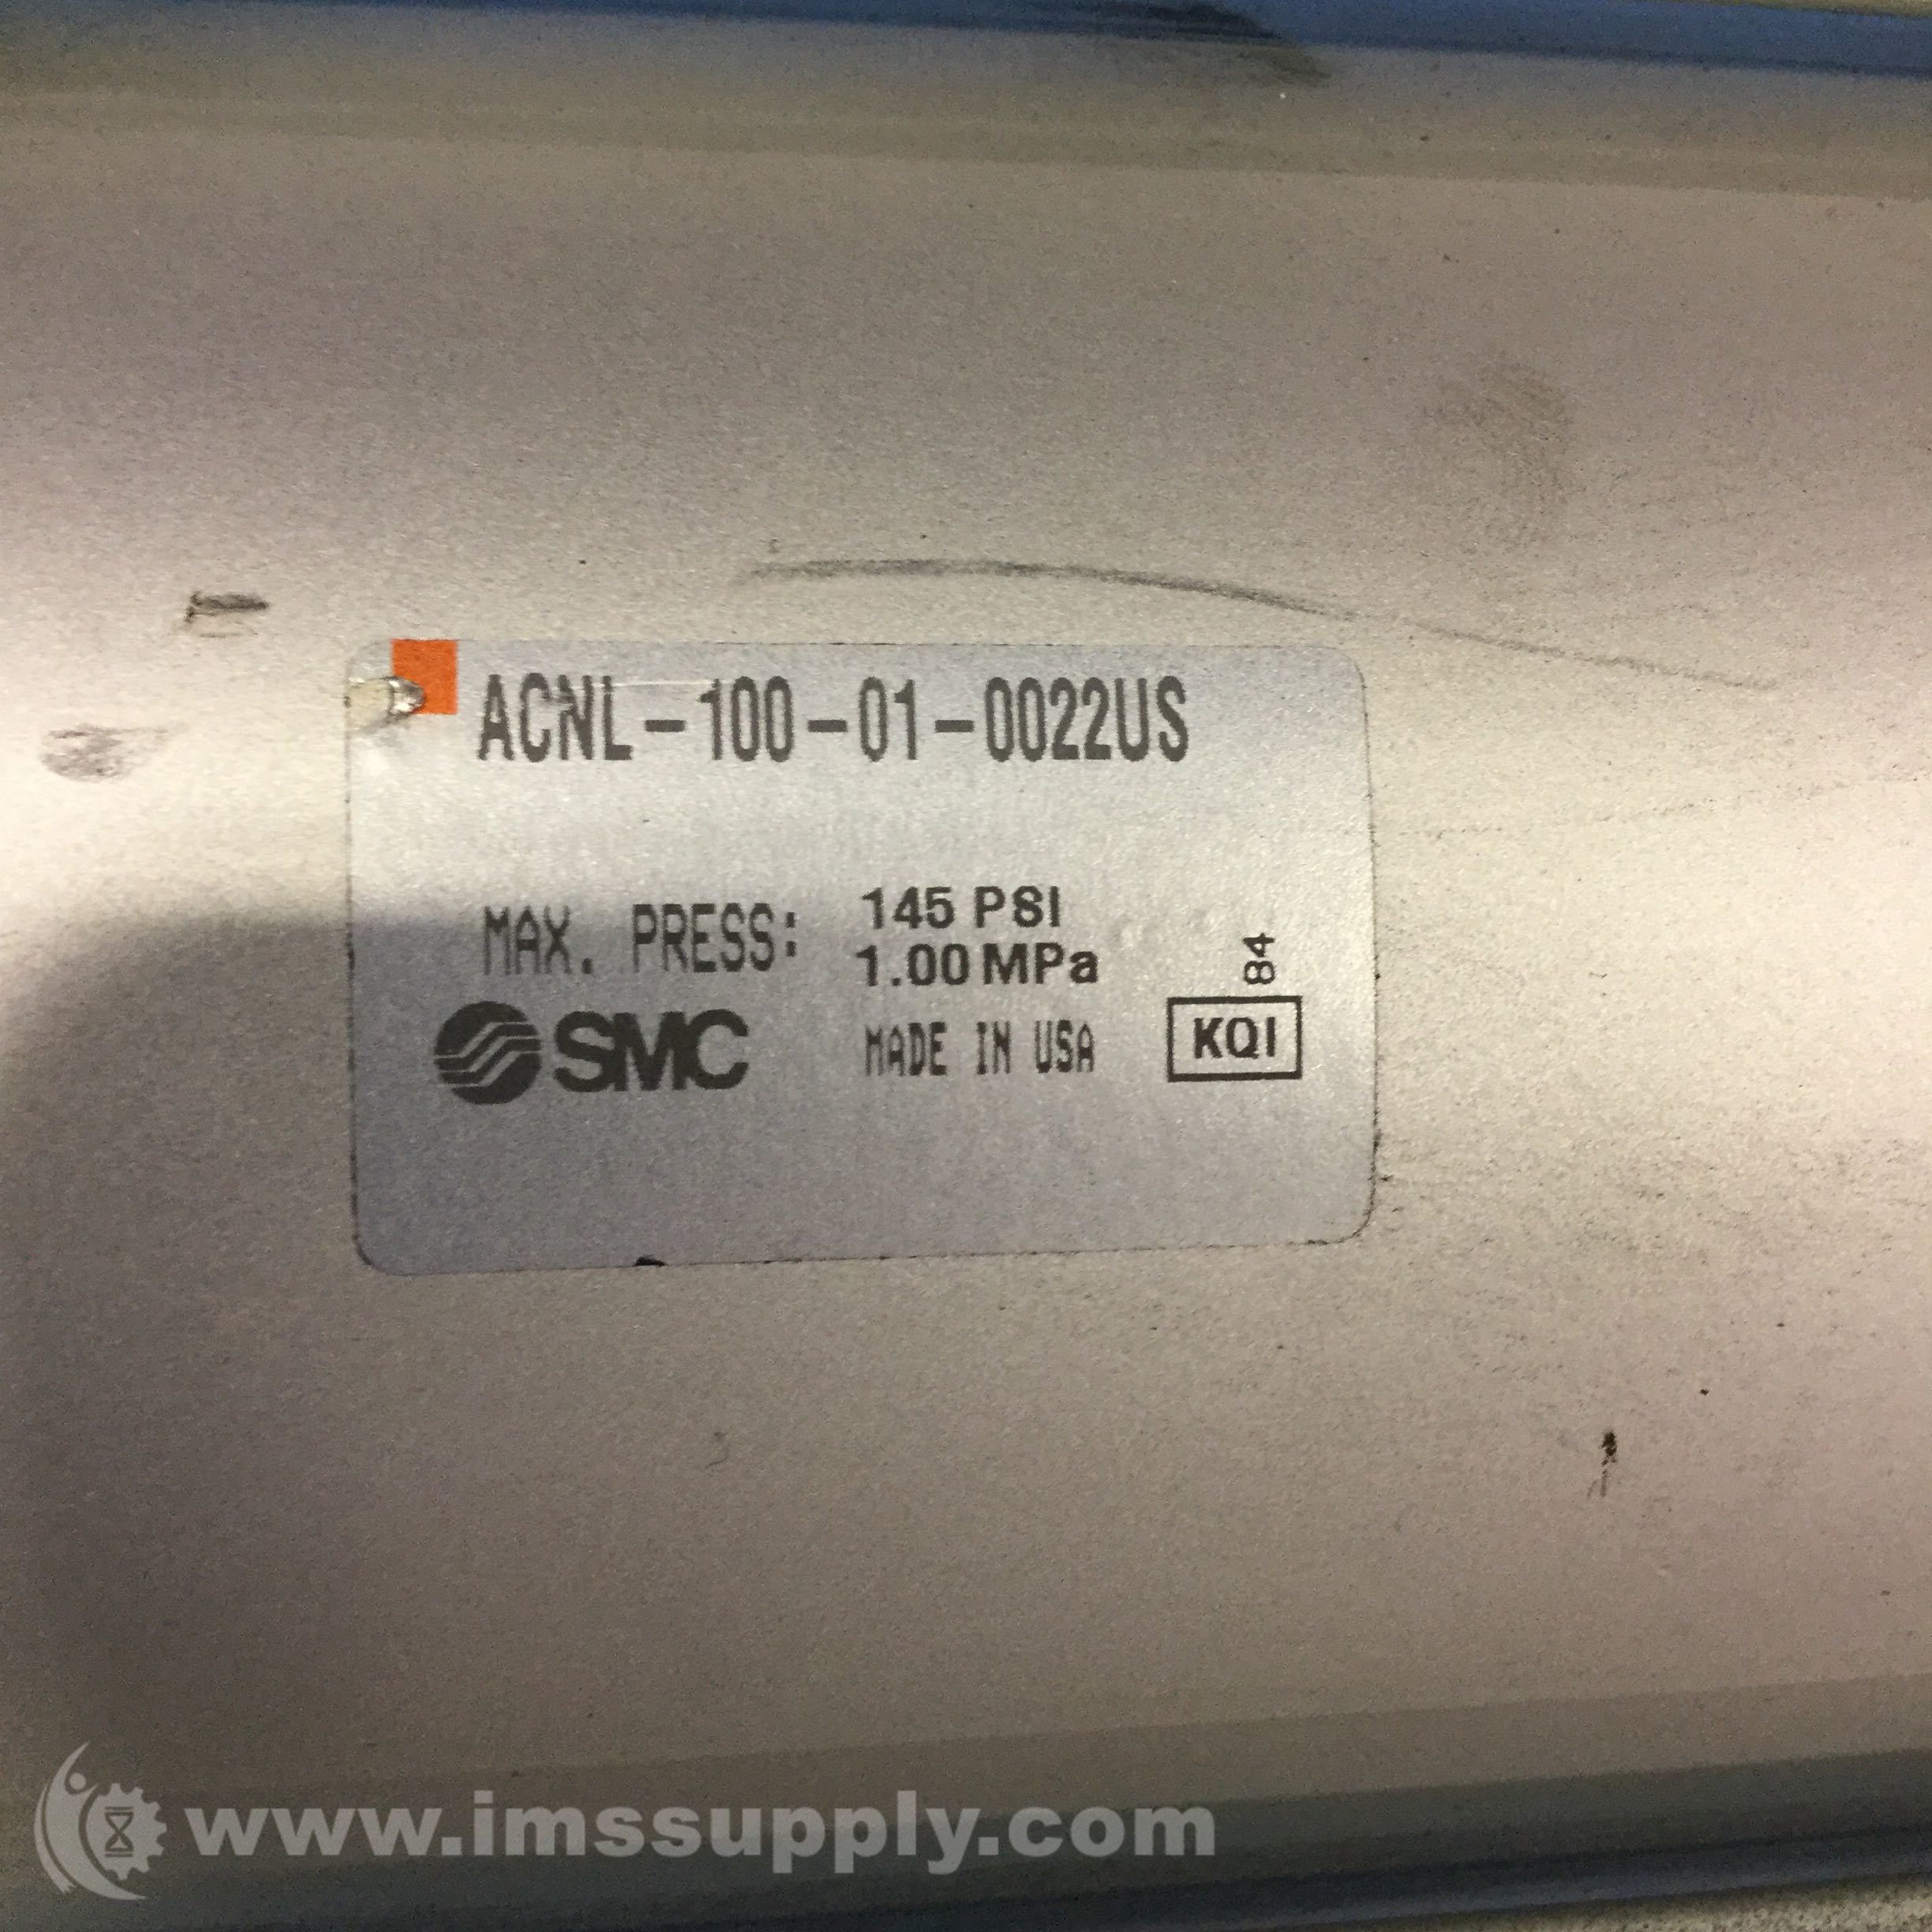 ACNL-100-01-0022US
MAX. PRESS: 145 PSI
1.00 MPa
84
SMC MADE IN USA KQI
www.imssupply.com